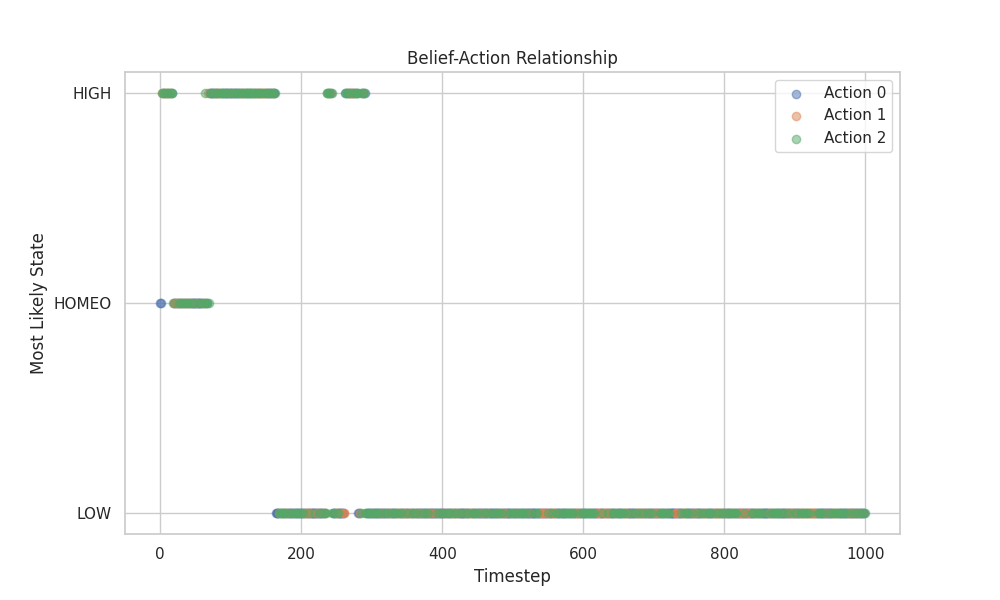 Belief-Action Relationship
HIGH
HOMEO
LOW
Most Likely State
Action 0
Action 1
Action 2
0
200
400
600
800
1000
Timestep